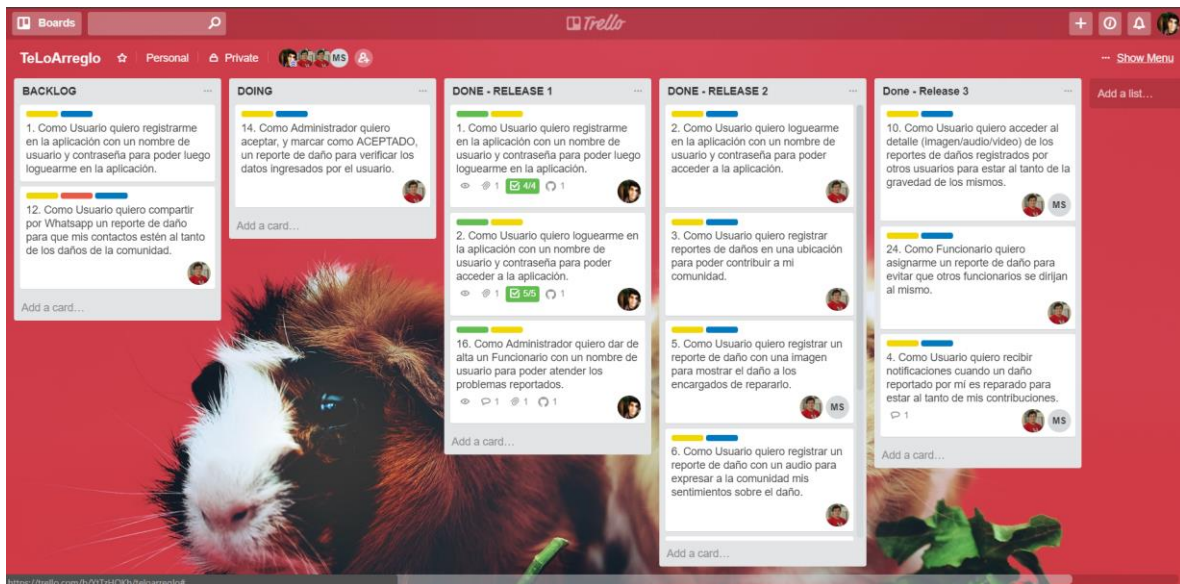 Boards
Trello
TeLoArreglo
Personal
Private
MS
Show Menu
BACKLOG
1. Como Usuario quiero registrarme
en la aplicación con un nombre de
usuario y contraseña para poder luego
loguearme en la aplicación.
12. Como Usuario quiero compartir
por Whatsapp un reporte de daño
para que mis contactos estén al tanto
de los daños de la comunidad.
Add a card…
DOING
14. Como Administrador quiero
aceptar, y marcar como ACEPTADO,
un reporte de daño para verificar los
datos ingresados por el usuario.
Add a card…
DONE - RELEASE 1
1. Como Usuario quiero registrarme
en la aplicación con un nombre de
usuario y contraseña para poder luego
loguearme en la aplicación.
1 4/4 1
2. Como Usuario quiero loguearme en
la aplicación con un nombre de
usuario y contraseña para poder
acceder a la aplicación.
1 5/5 1
16. Como Administrador quiero dar de
alta un Funcionario con un nombre de
usuario para poder atender los
problemas reportados.
1 1 1
Add a card…
DONE - RELEASE 2
2. Como Usuario quiero loguearme
en la aplicación con un nombre de
usuario y contraseña para poder
acceder a la aplicación.
3. Como Usuario quiero registrar
reportes de daños en una ubicación
para poder contribuir a mi
comunidad.
5. Como Usuario quiero registrar un
reporte de daño con una imagen
para mostrar el daño a los
encargados de repararlo.
MS
6. Como Usuario quiero registrar un
reporte de daño con un audio para
expresar a la comunidad mis
sentimientos sobre el daño.
Add a card…
Done - Release 3
10. Como Usuario quiero acceder al
detalle (imagen/audio/video) de los
reportes de daños registrados por
otros usuarios para estar al tanto de la
gravedad de los mismos.
MS
24. Como Funcionario quiero
asignarme un reporte de daño para
evitar que otros funcionarios se dirijan
al mismo.
4. Como Usuario quiero recibir
notificaciones cuando un daño
reportado por mí es reparado para
estar al tanto de mis contribuciones.
1
MS
Add a card…
Add a list…